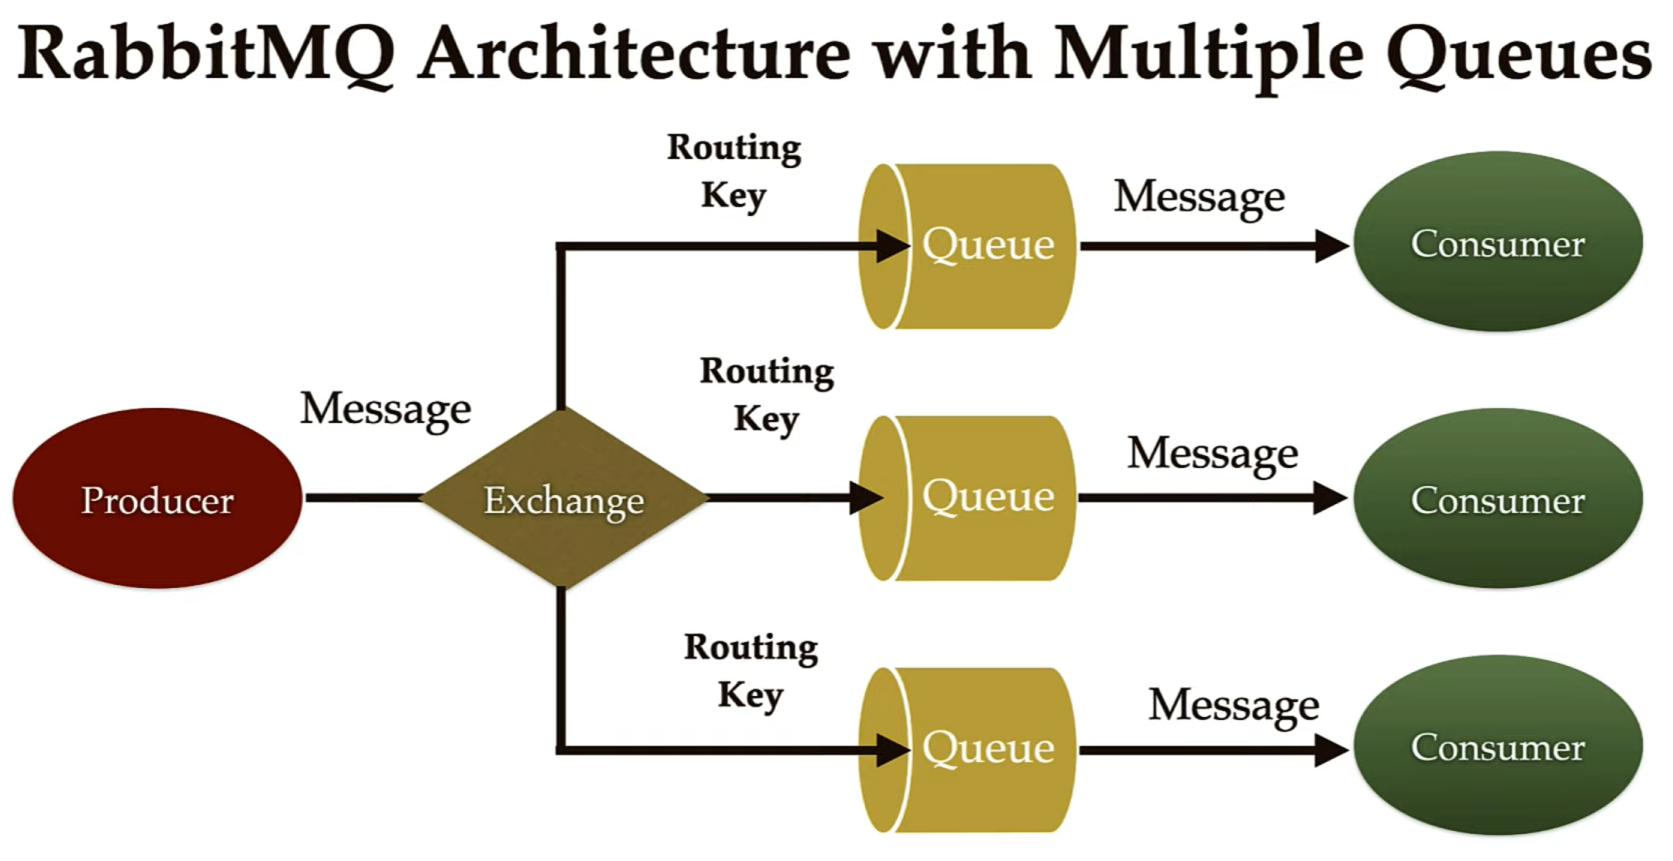 RabbitMQ Architecture with Multiple Queues
Routing
Key
Queue
Message
Consumer
Message
Routing
Key
Producer
Exchange
Queue
Message
Consumer
Routing
Key
Queue
Message
Consumer